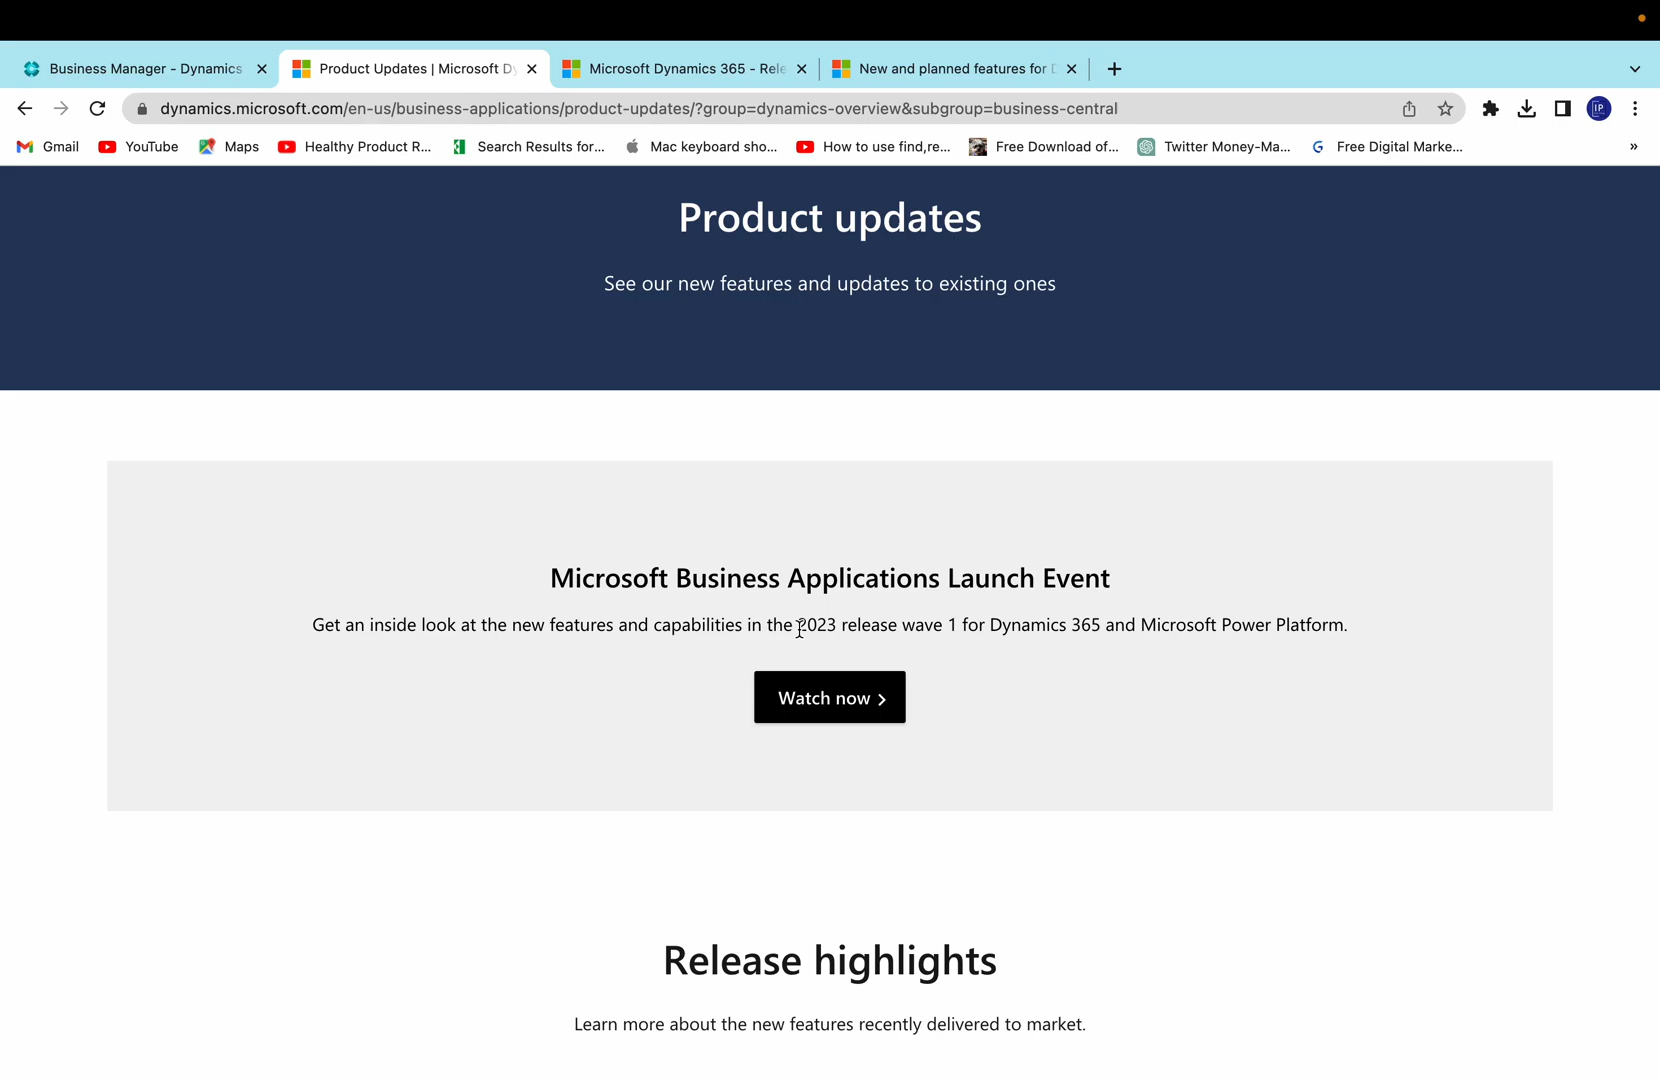 Business Manager - Dynamics
Product Updates | Microsoft Dy
Microsoft Dynamics 365 - Rele
New and planned features for D
dynamics.microsoft.com/en-us/business-applications/product-updates/?group=dynamics-overview&subgroup=business-central
IP
Gmail
YouTube
Maps
Healthy Product R...
Search Results for...
Mac keyboard sho...
How to use find,re...
Free Download of...
Twitter Money-Ma...
Free Digital Marke...
»
Product updates
See our new features and updates to existing ones
Microsoft Business Applications Launch Event
Get an inside look at the new features and capabilities in the 2023 release wave 1 for Dynamics 365 and Microsoft Power Platform.
Watch now >
Release highlights
Learn more about the new features recently delivered to market.